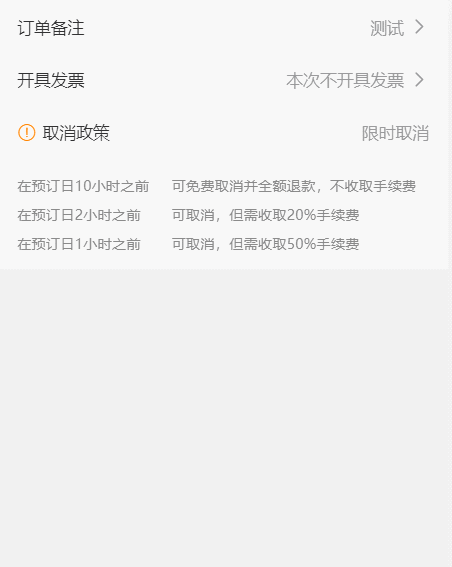 订单备注 测试
开具发票 本次不开具发票
取消政策 限时取消
在预订日10小时之前 可免费取消并全额退款，不收取手续费
在预订日2小时之前 可取消，但需收取20%手续费
在预订日1小时之前 可取消，但需收取50%手续费